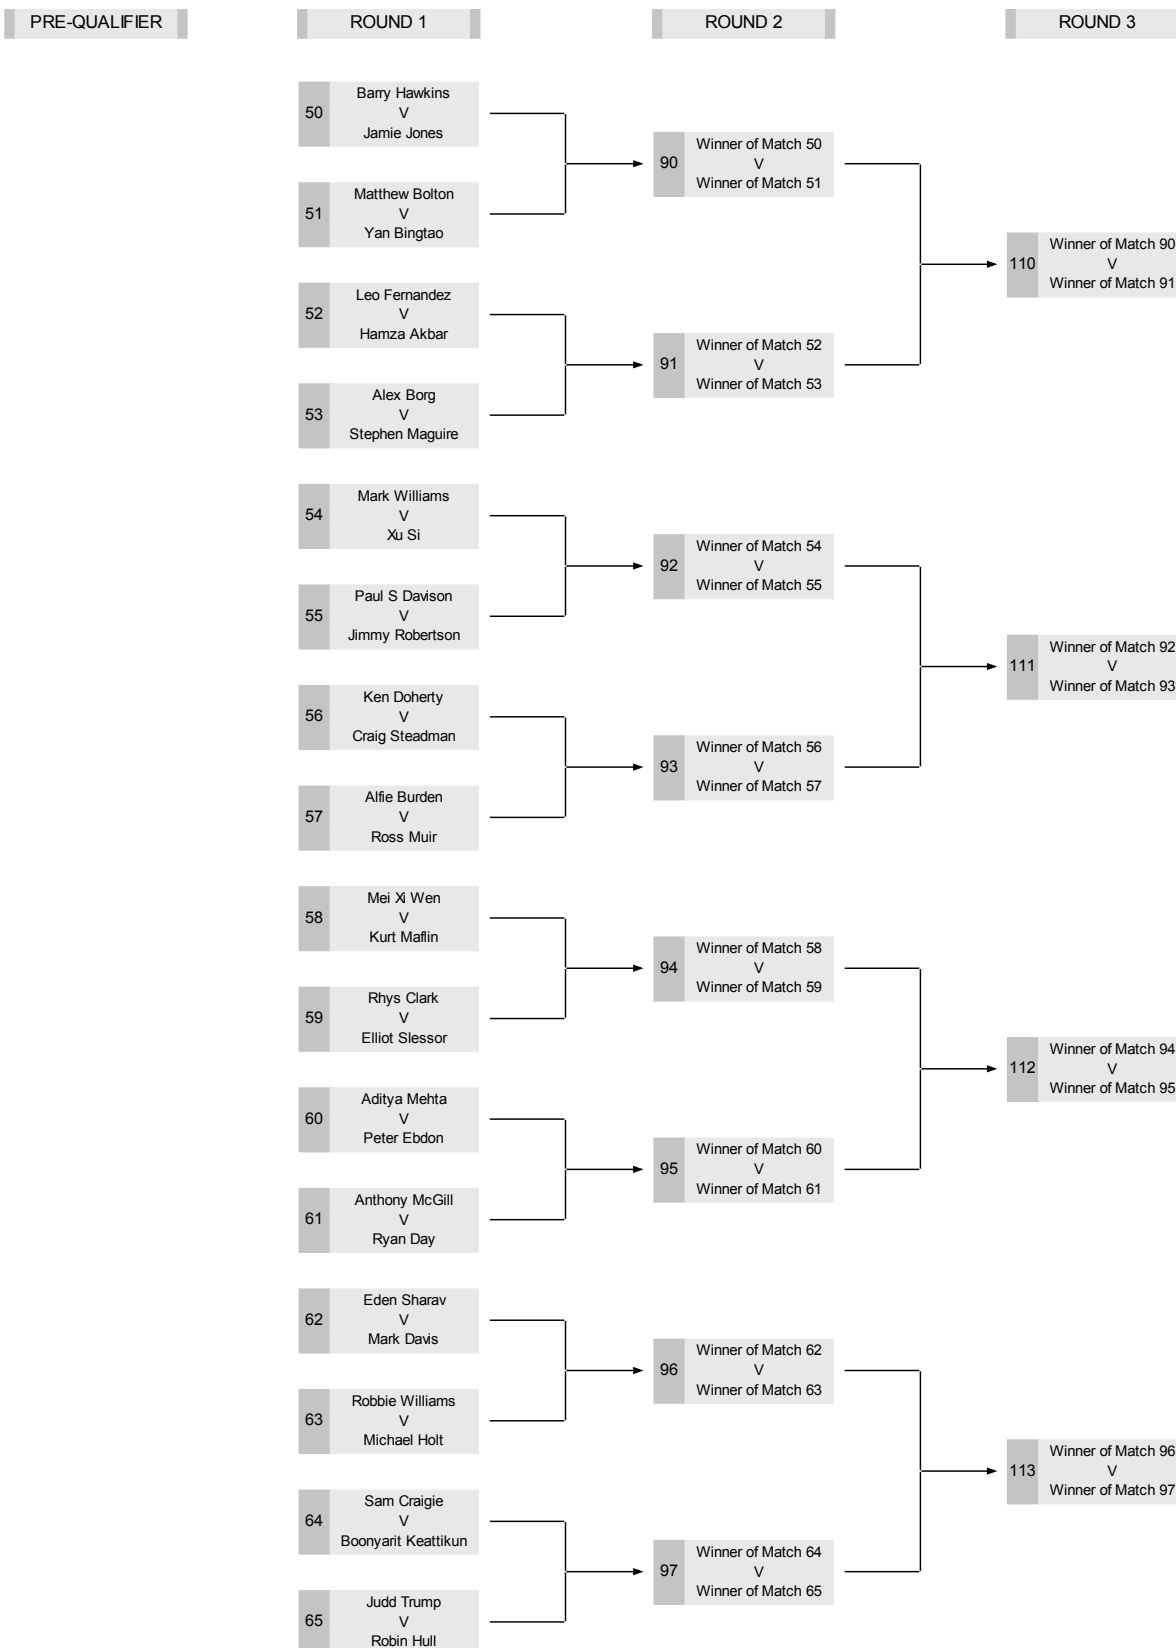 PRE-QUALIFIER
ROUND 1
ROUND 2
ROUND 3
50
Barry Hawkins
V
Jamie Jones
51
Matthew Bolton
V
Yan Bingtao
52
Leo Fernandez
V
Hamza Akbar
53
Alex Borg
V
Stephen Maguire
54
Mark Williams
V
Xu Si
55
Paul S Davison
V
Jimmy Robertson
56
Ken Doherty
V
Craig Steadman
57
Alfie Burden
V
Ross Muir
58
Mei Xi Wen
V
Kurt Maflin
59
Rhys Clark
V
Elliot Slessor
60
Aditya Mehta
V
Peter Ebdon
61
Anthony McGill
V
Ryan Day
62
Eden Sharav
V
Mark Davis
63
Robbie Williams
V
Michael Holt
64
Sam Craigie
V
Boonyarit Keattikun
65
Judd Trump
V
Robin Hull
90
Winner of Match 50
V
Winner of Match 51
91
Winner of Match 52
V
Winner of Match 53
92
Winner of Match 54
V
Winner of Match 55
93
Winner of Match 56
V
Winner of Match 57
94
Winner of Match 58
V
Winner of Match 59
95
Winner of Match 60
V
Winner of Match 61
96
Winner of Match 62
V
Winner of Match 63
97
Winner of Match 64
V
Winner of Match 65
110
Winner of Match 90
V
Winner of Match 91
111
Winner of Match 92
V
Winner of Match 93
112
Winner of Match 94
V
Winner of Match 95
113
Winner of Match 96
V
Winner of Match 97